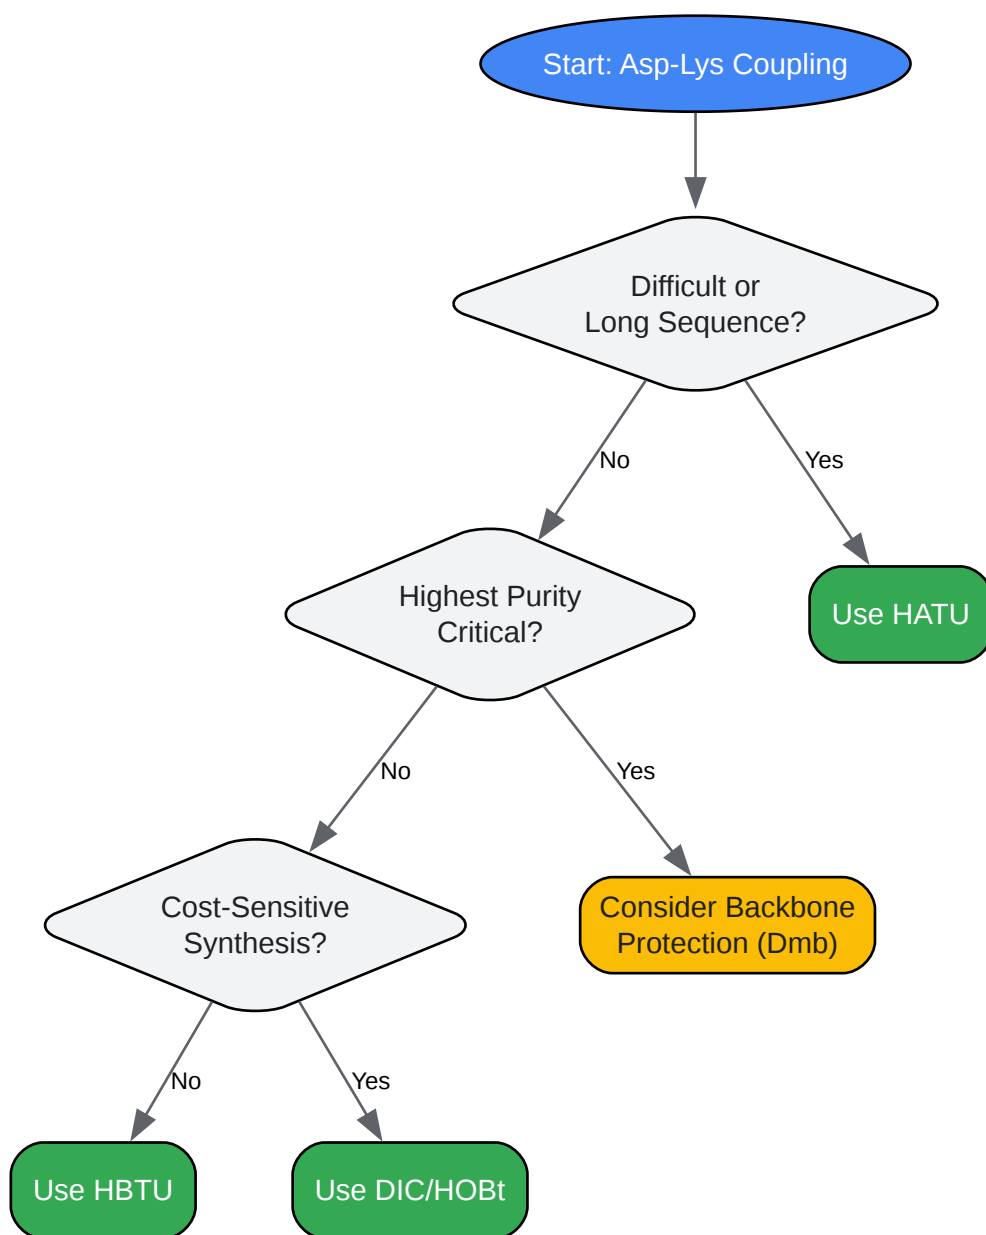 Start: Asp-Lys Coupling
Difficult or
Long Sequence?
No
Yes
Highest Purity
Critical?
Use HATU
No
Yes
Cost-Sensitive
Synthesis?
Consider Backbone
Protection (Dmb)
No
Yes
Use HBTU
Use DIC/HOBt